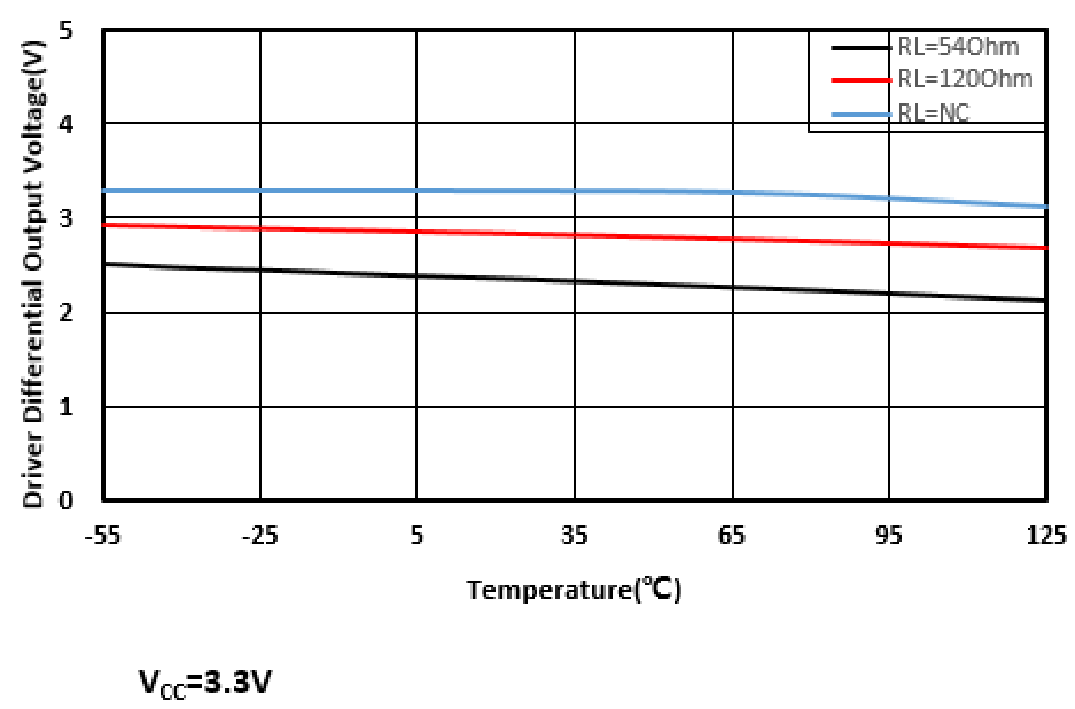 Driver Differential Output Voltage(V)
5
4
3
2
1
0
RL=54Ohm
RL=120Ohm
RL=NC
-55 -25 5 35 65 95 125
Temperature(℃)
VCC=3.3V